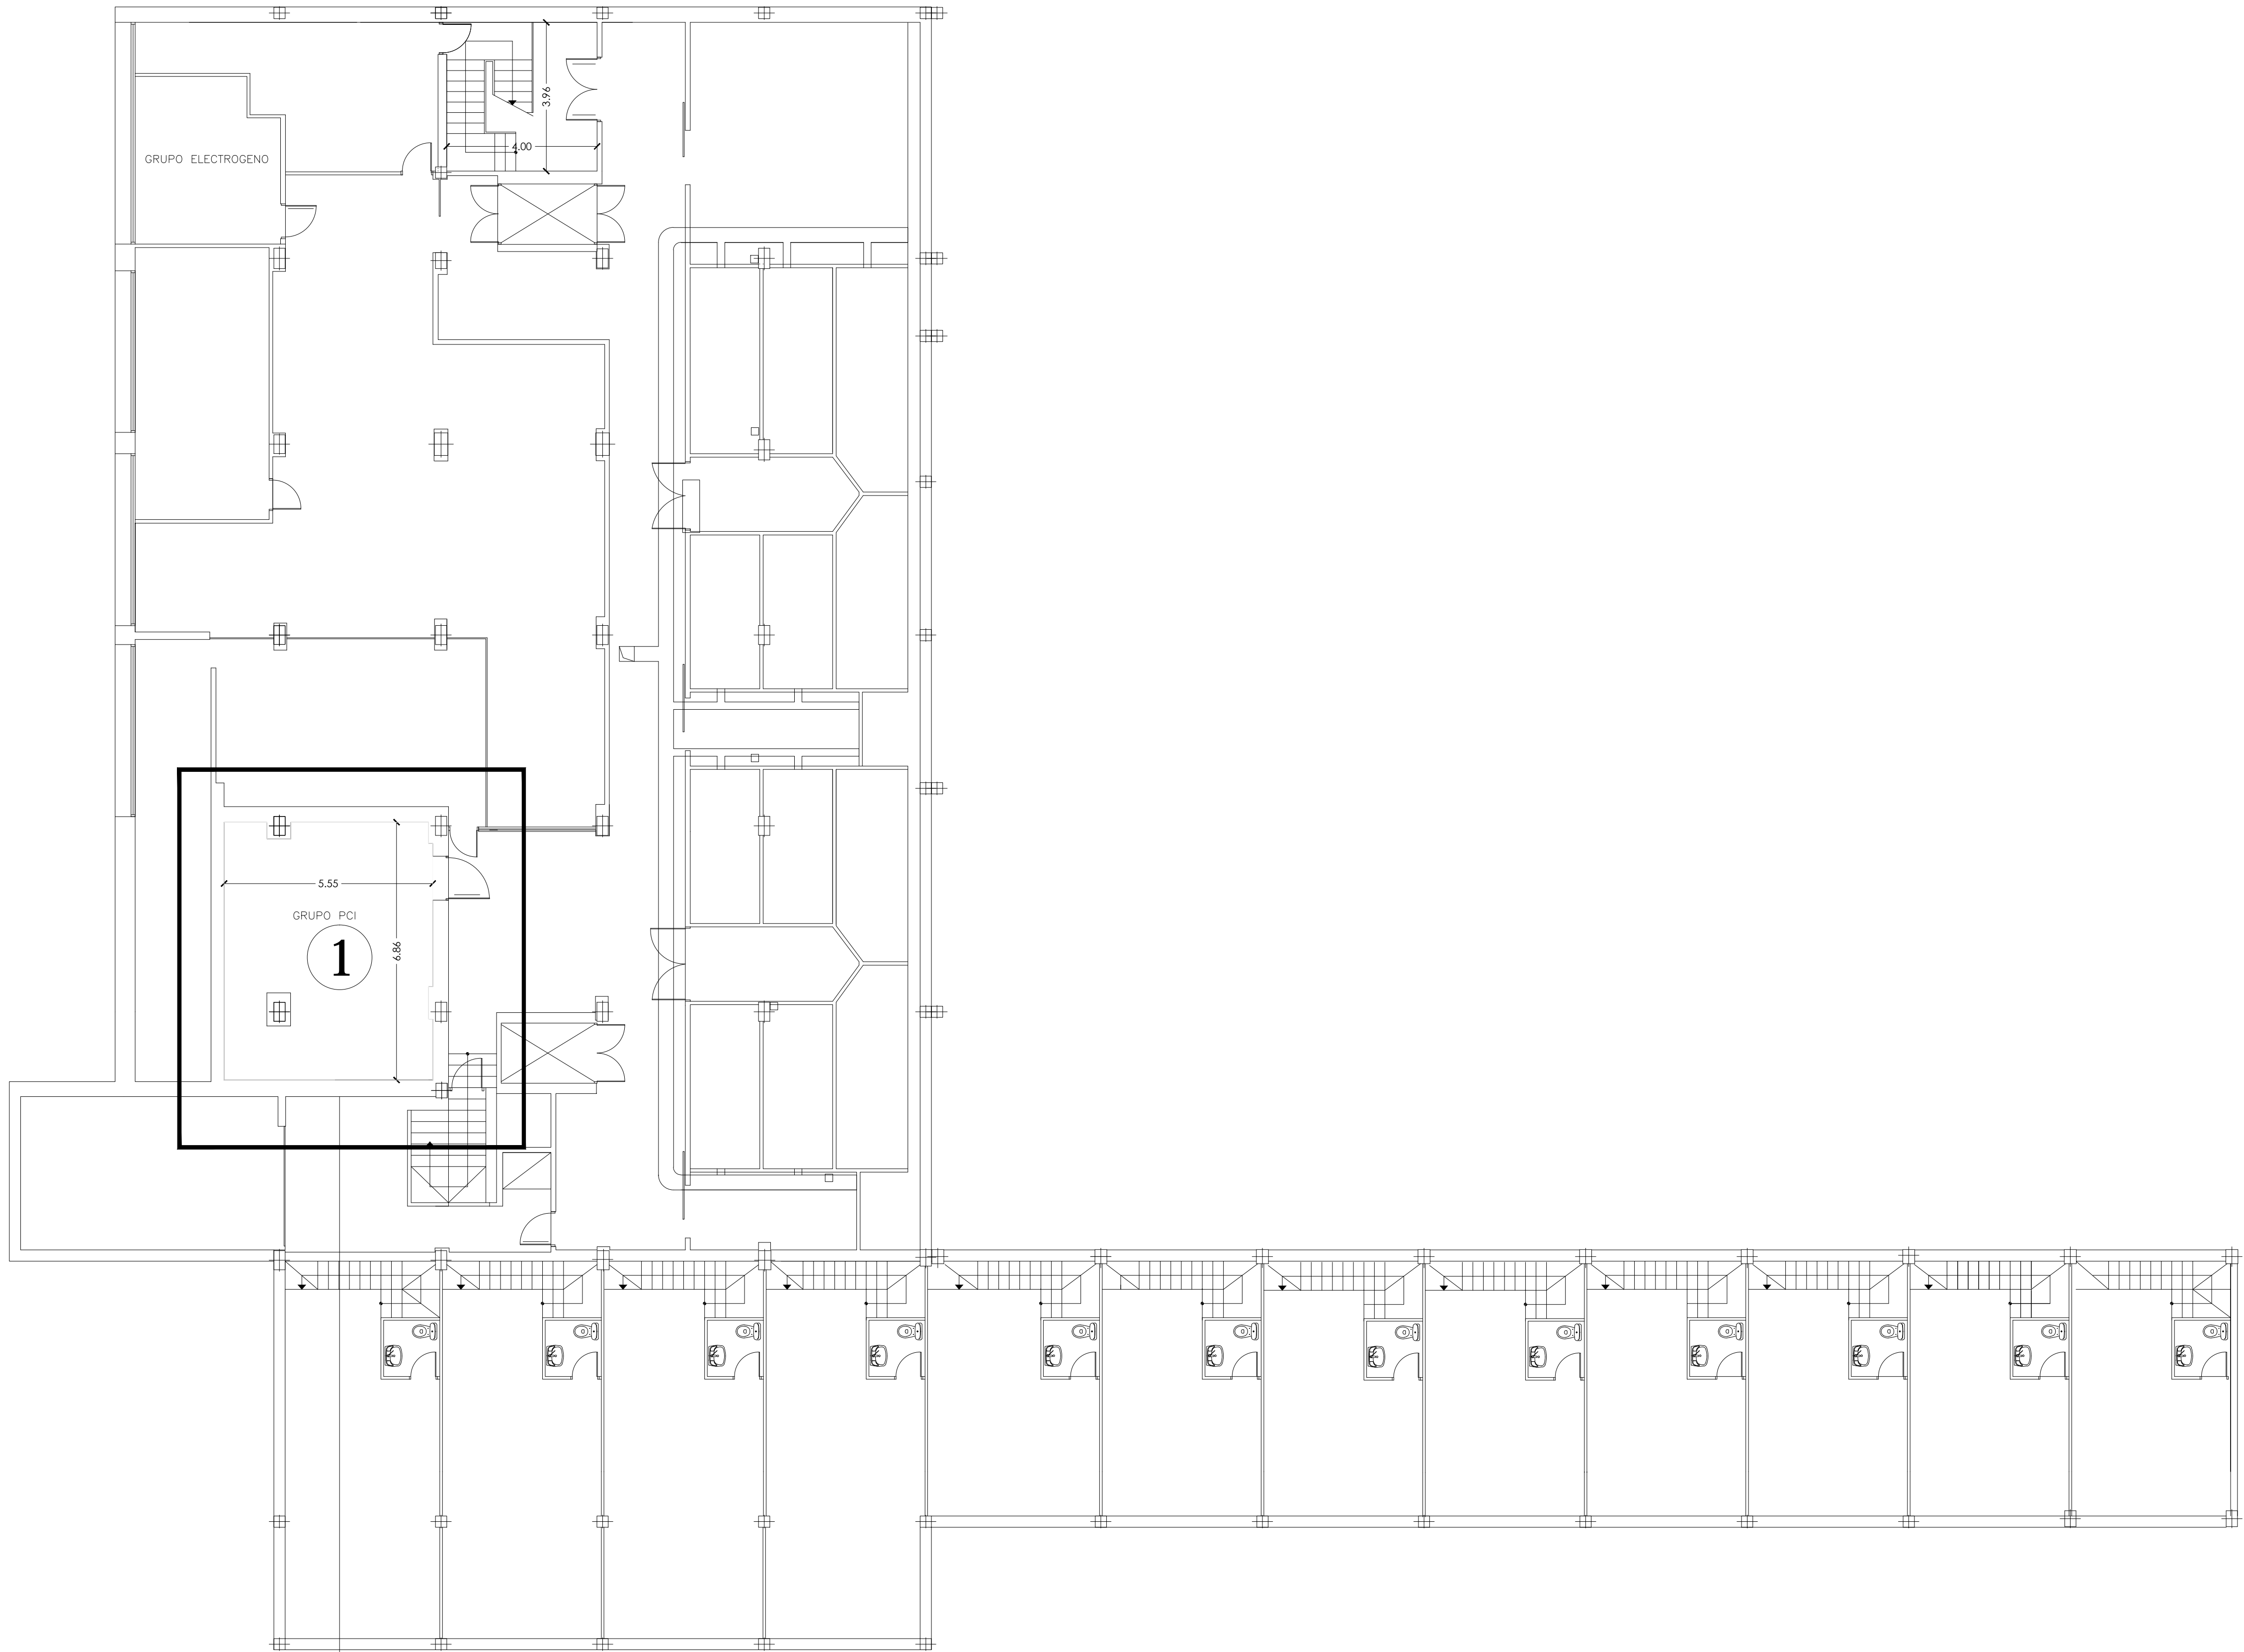 3.96
4.00
GRUPO ELECTROGENO
5.55
GRUPO PCI
1
6.86